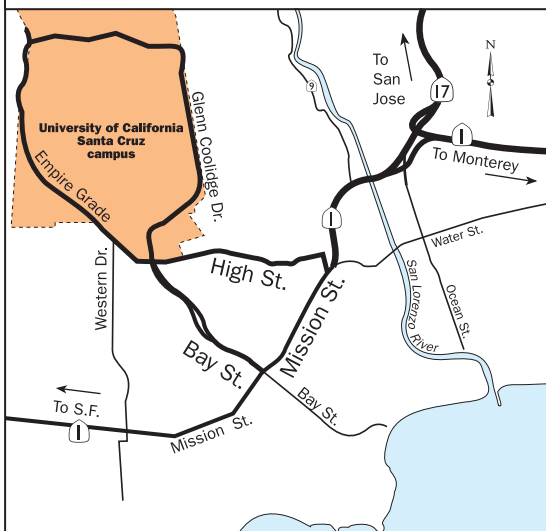 To
San
Jose
N
9
17
Glenn Coolidge Dr.
University of California
Santa Cruz
campus
1
To Monterey
Empire Grade
1
Water St.
High St.
Western Dr.
San Lorenzo
River
Ocean St.
Mission St.
Bay St.
To S.F.
Bay St.
1
Mission St.